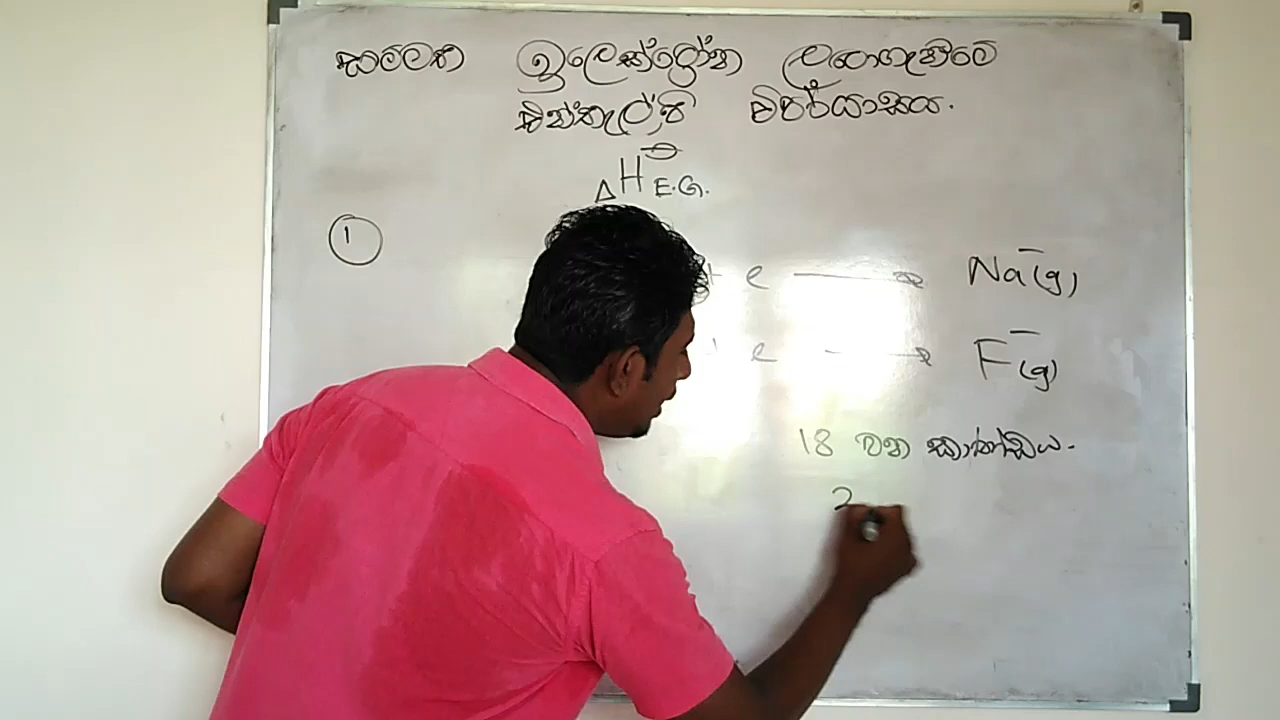 සම්මත ඉලෙක්ට්‍රෝන ලබාගැනීමේ
එන්තැල්පි විපර්යාසය.
ΔH⦵ E.G.
①
+ e ⟶ Na⁻(g)
+ e ⟶ F⁻(g)
18 වන කාණ්ඩය.
2